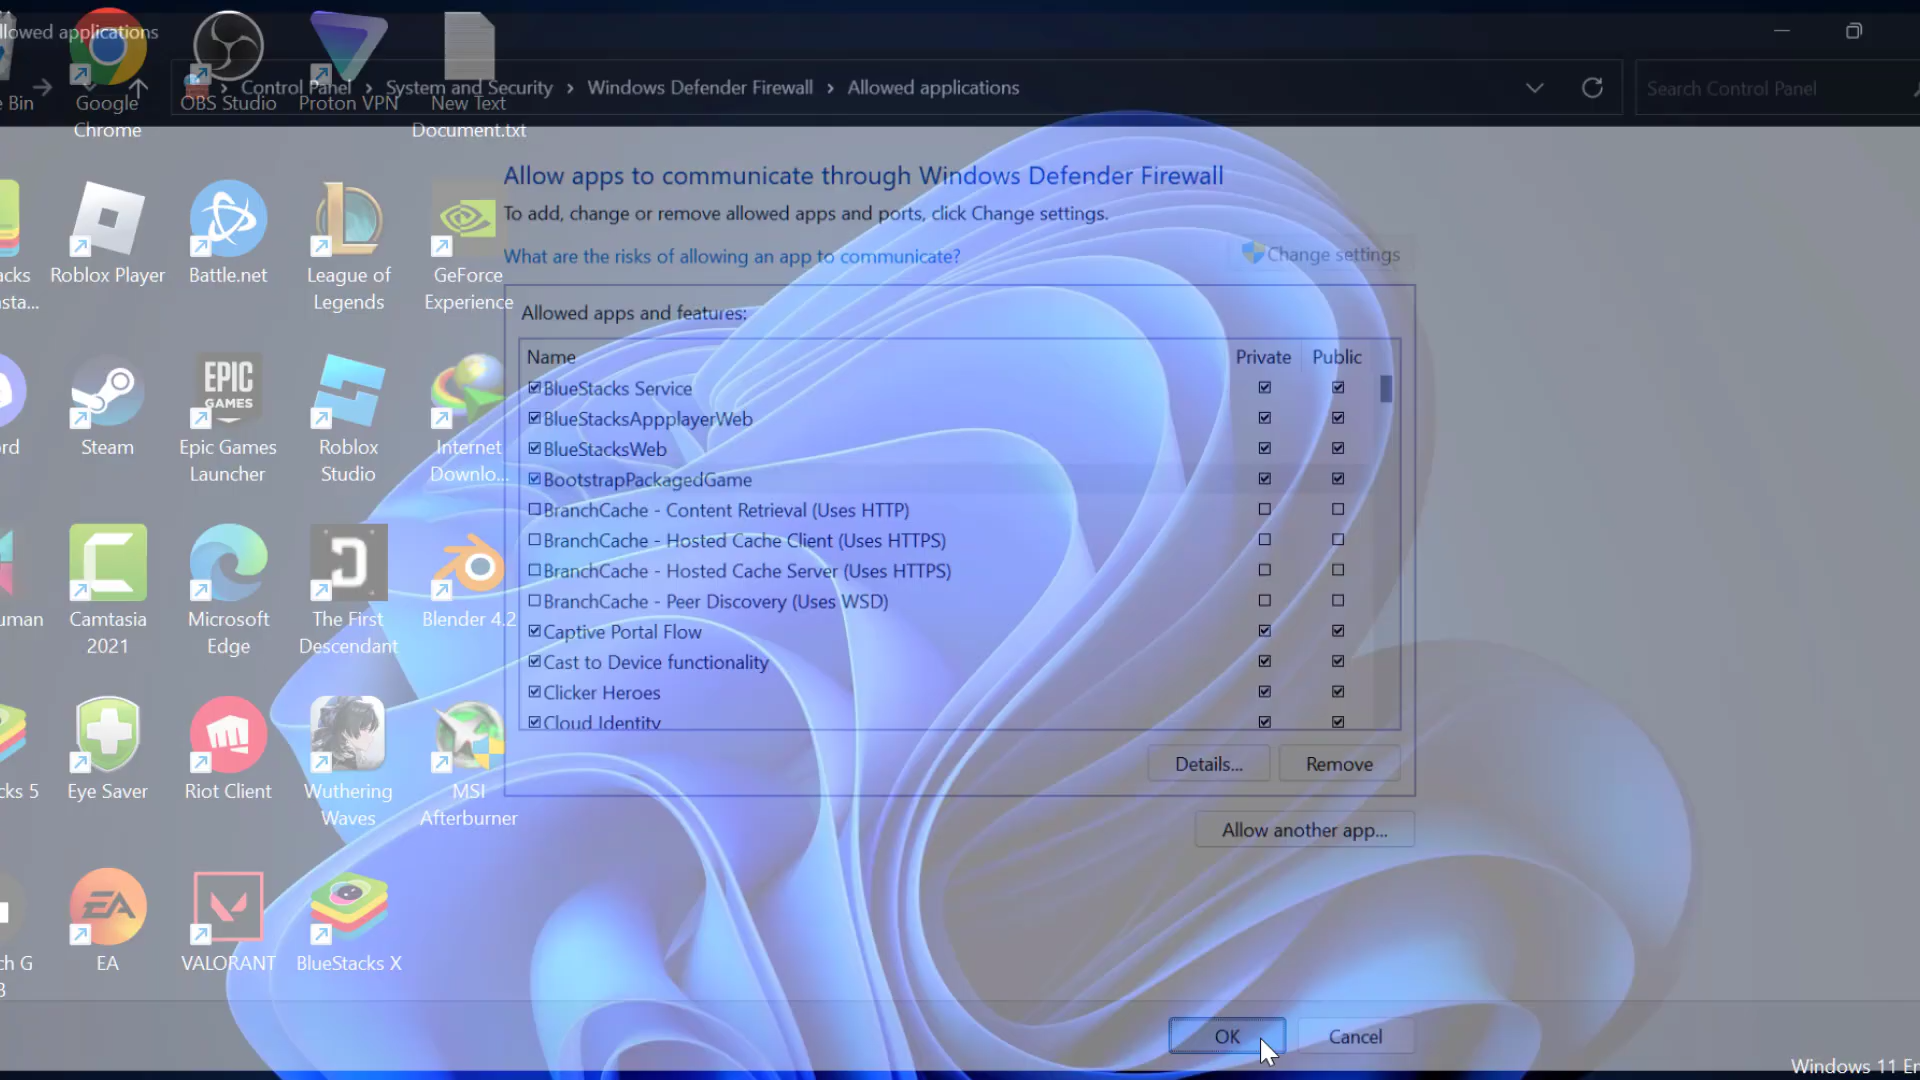 llowed applications
Control Panel › System and Security › Windows Defender Firewall › Allowed applications
Search Control Panel
Bin
Google
Chrome
OBS Studio
Proton VPN
New Text
Document.txt
Allow apps to communicate through Windows Defender Firewall
To add, change or remove allowed apps and ports, click Change settings.
What are the risks of allowing an app to communicate?
Change settings
acks
nsta...
Roblox Player
Battle.net
League of
Legends
GeForce
Experience
Allowed apps and features:
Name
Private
Public
BlueStacks Service
BlueStacksAppplayerWeb
BlueStacksWeb
BootstrapPackagedGame
BranchCache - Content Retrieval (Uses HTTP)
BranchCache - Hosted Cache Client (Uses HTTPS)
BranchCache - Hosted Cache Server (Uses HTTPS)
BranchCache - Peer Discovery (Uses WSD)
Captive Portal Flow
Cast to Device functionality
Clicker Heroes
Cloud Identity
rd
Steam
EPIC
GAMES
Epic Games
Launcher
Roblox
Studio
Internet
Downlo...
uman
Camtasia
2021
Microsoft
Edge
The First
Descendant
Blender 4.2
cks 5
Eye Saver
Riot Client
Wuthering
Waves
MSI
Afterburner
Details...
Remove
Allow another app...
ch G
EA
EA
VALORANT
BlueStacks X
OK
Cancel
Windows 11 En